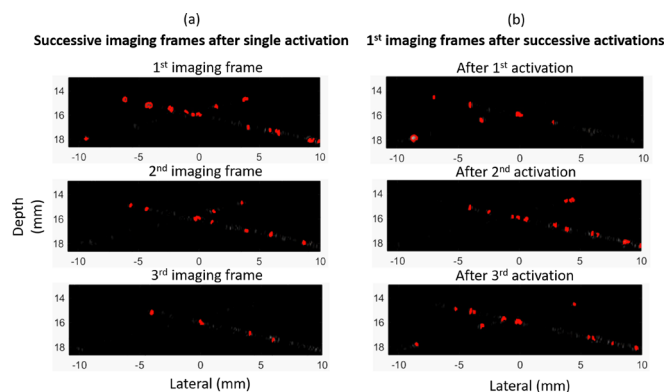 (a)
Successive imaging frames after single activation
1st imaging frame
14
16
18
-10 -5 0 5 10
2nd imaging frame
14
16
18
-10 -5 0 5 10
3rd imaging frame
14
16
18
-10 -5 0 5 10
Depth
(mm)
Lateral (mm)
(b)
1st imaging frames after successive activations
After 1st activation
14
16
18
-10 -5 0 5 10
After 2nd activation
14
16
18
-10 -5 0 5 10
After 3rd activation
14
16
18
-10 -5 0 5 10
Lateral (mm)